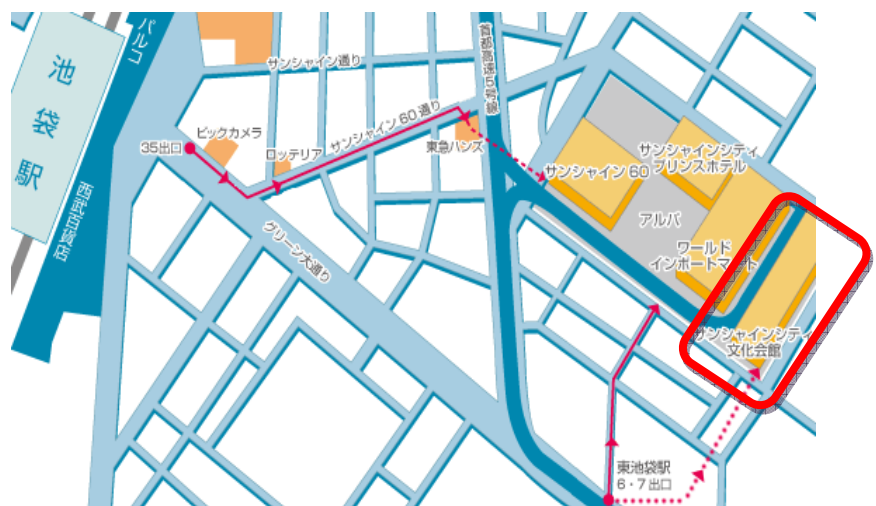 パルコ
池袋駅
西武百貨店
サンシャイン通り
首都高速5号線
ビックカメラ
35出口
ロッテリア
サンシャイン60通り
東急ハンズ
サンシャイン60
サンシャインシティ
プリンスホテル
アルパ
ワールド
インポートマート
グリーン大通り
サンシャインシティ
文化会館
東池袋駅
6・7出口